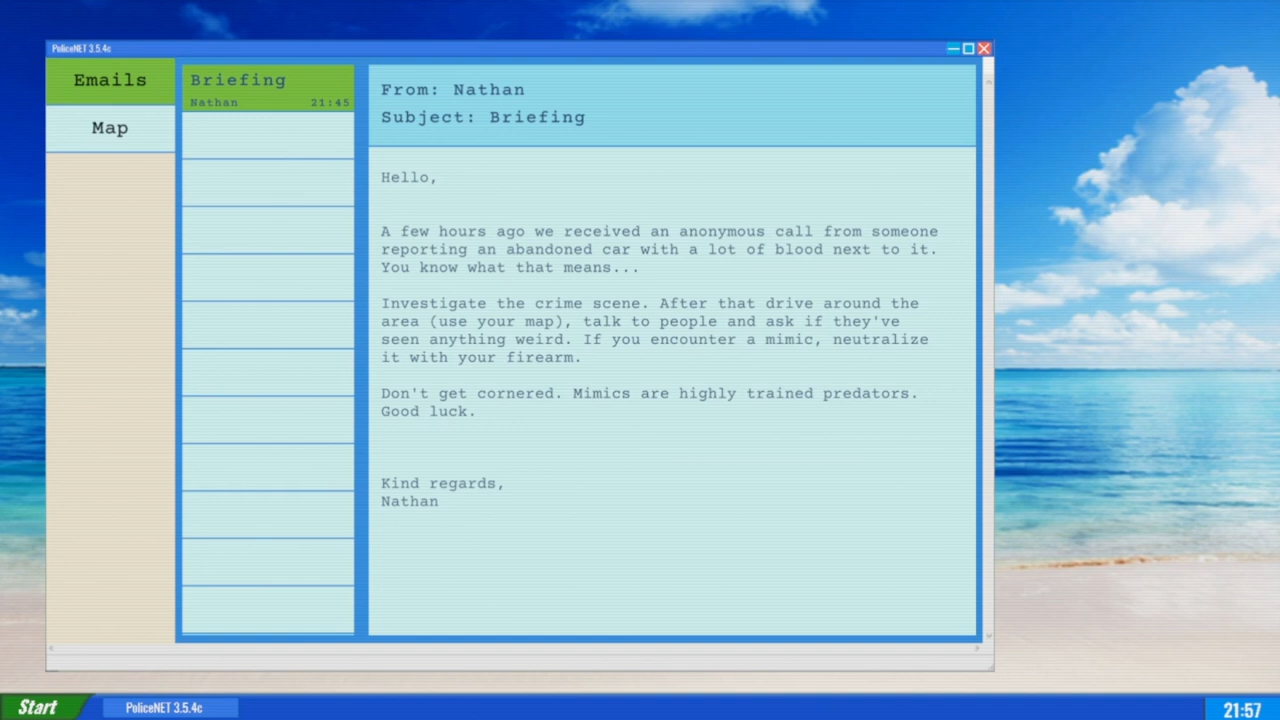 PoliceNET 3.5.4c
Emails
Map
Briefing
Nathan 21:45
From: Nathan
Subject: Briefing
Hello,
A few hours ago we received an anonymous call from someone
reporting an abandoned car with a lot of blood next to it.
You know what that means...
Investigate the crime scene. After that drive around the
area (use your map), talk to people and ask if they've
seen anything weird. If you encounter a mimic, neutralize
it with your firearm.
Don't get cornered. Mimics are highly trained predators.
Good luck.
Kind regards,
Nathan
Start
PoliceNET 3.5.4c
21:57